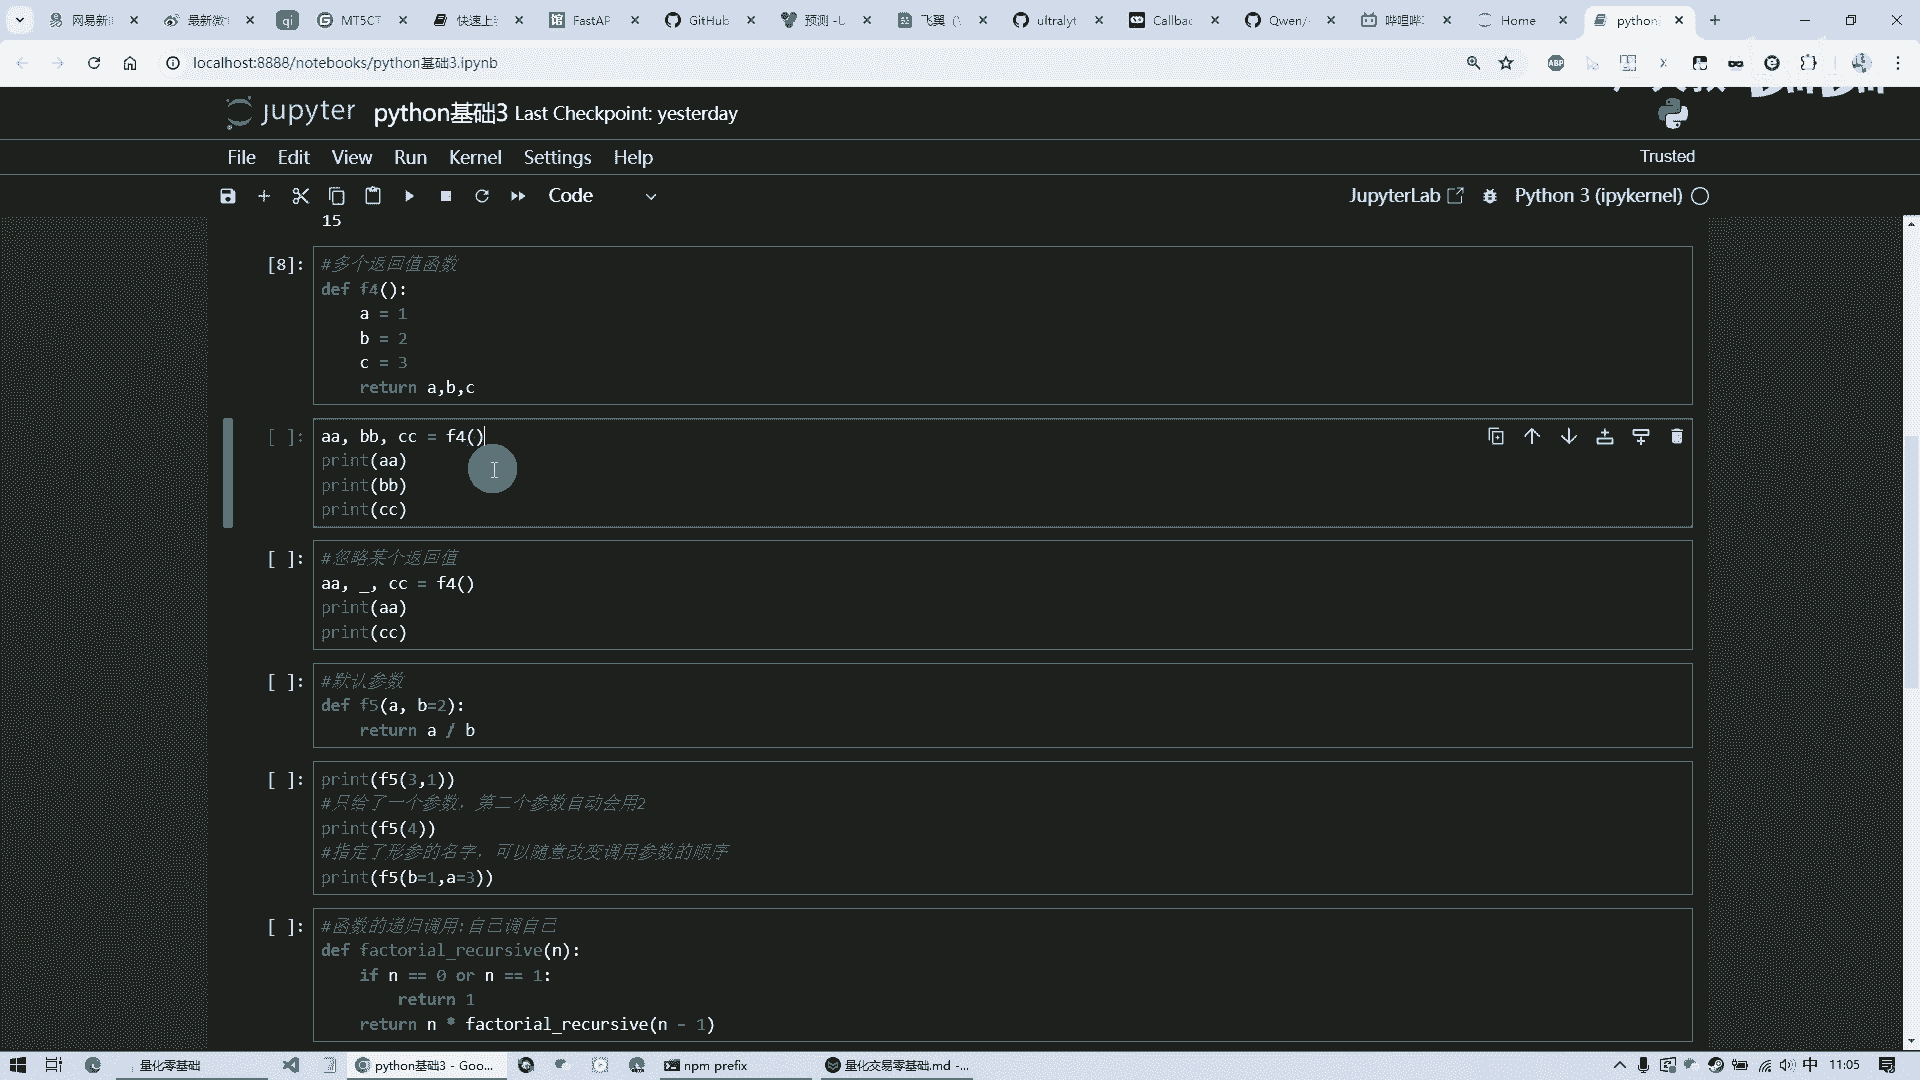 网易新
最新微
qi
MT5CT
快速上
FastAP
GitHub
预测 -U
飞翼 (
ultralyt
Callbac
Qwen/
哔哩哔
Home
python
localhost:8888/notebooks/python基础3.ipynb
ABP
jupyter python基础3 Last Checkpoint: yesterday
File Edit View Run Kernel Settings Help
Trusted
Code
JupyterLab
Python 3 (ipykernel)
15
[8]: #多个返回值函数
def f4():
a = 1
b = 2
c = 3
return a,b,c
[ ]: aa, bb, cc = f4()
print(aa)
print(bb)
print(cc)
[ ]: #忽略某个返回值
aa, _, cc = f4()
print(aa)
print(cc)
[ ]: #默认参数
def f5(a, b=2):
return a / b
[ ]: print(f5(3,1))
#只给了一个参数，第二个参数自动会用2
print(f5(4))
#指定了形参的名字，可以随意改变调用参数的顺序
print(f5(b=1,a=3))
[ ]: #函数的递归调用:自己调自己
def factorial_recursive(n):
if n == 0 or n == 1:
return 1
return n * factorial_recursive(n - 1)
量化零基础
python基础3 - Goo...
npm prefix
量化交易零基础.md -...
中
11:05